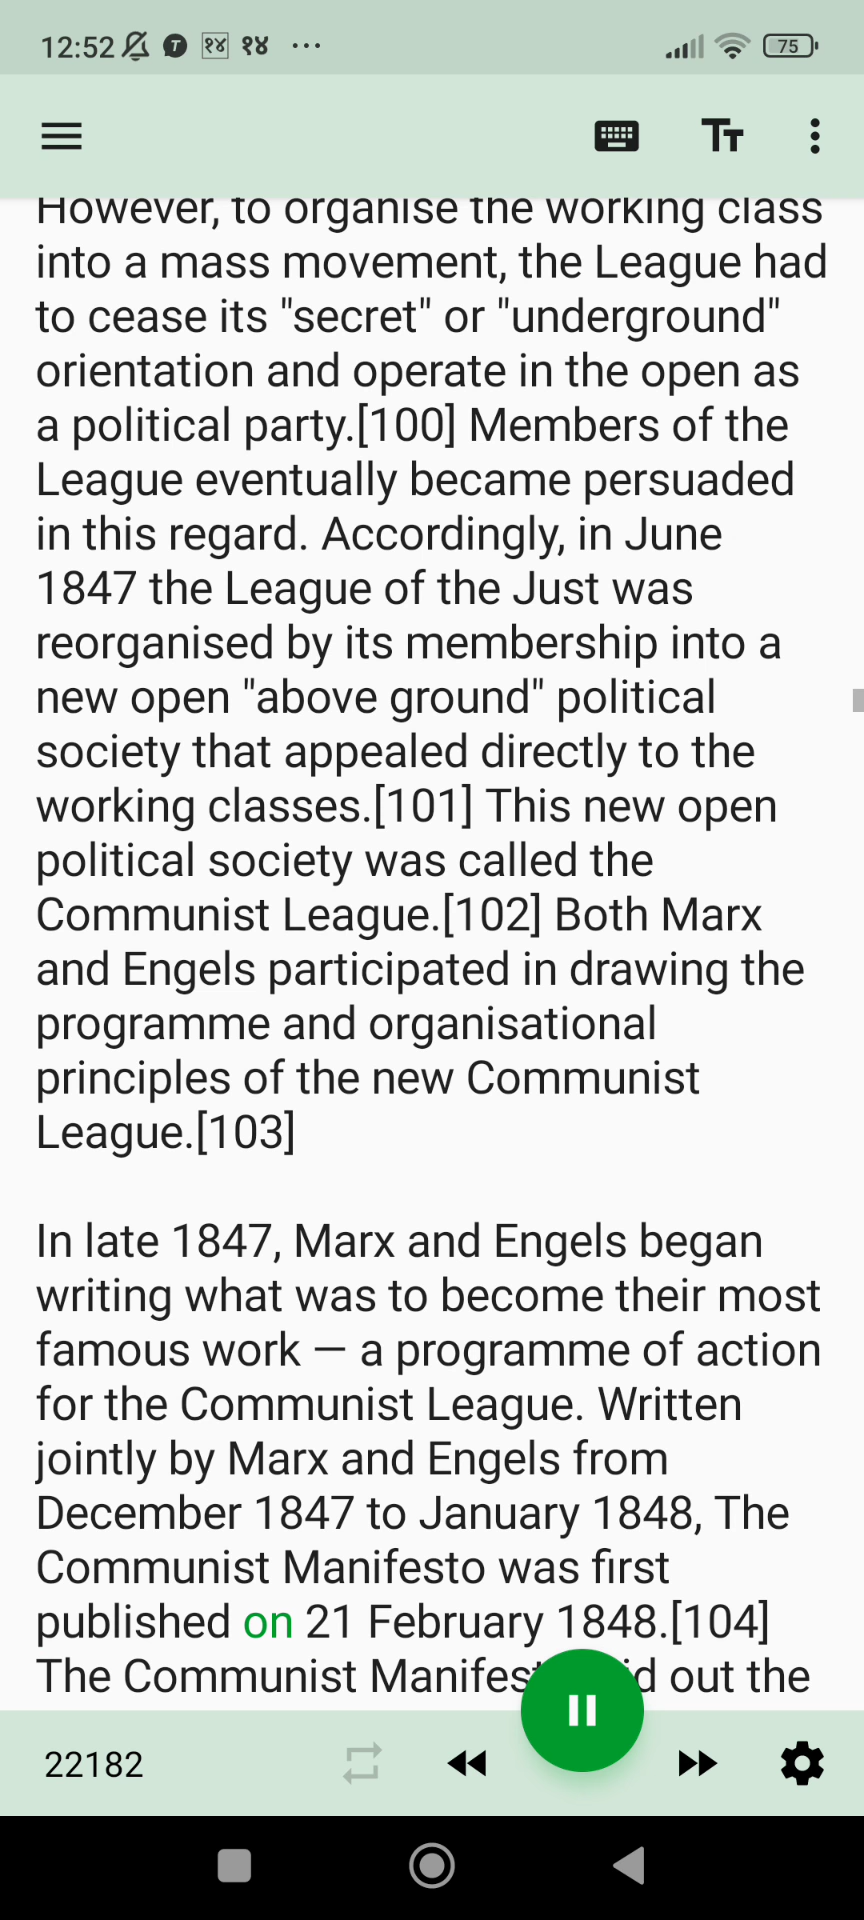 12:52 T १४ १४ ... 75
However, to organise the working class
into a mass movement, the League had
to cease its "secret" or "underground"
orientation and operate in the open as
a political party.[100] Members of the
League eventually became persuaded
in this regard. Accordingly, in June
1847 the League of the Just was
reorganised by its membership into a
new open "above ground" political
society that appealed directly to the
working classes.[101] This new open
political society was called the
Communist League.[102] Both Marx
and Engels participated in drawing the
programme and organisational
principles of the new Communist
League.[103]
In late 1847, Marx and Engels began
writing what was to become their most
famous work — a programme of action
for the Communist League. Written
jointly by Marx and Engels from
December 1847 to January 1848, The
Communist Manifesto was first
published on 21 February 1848.[104]
The Communist out the
22182